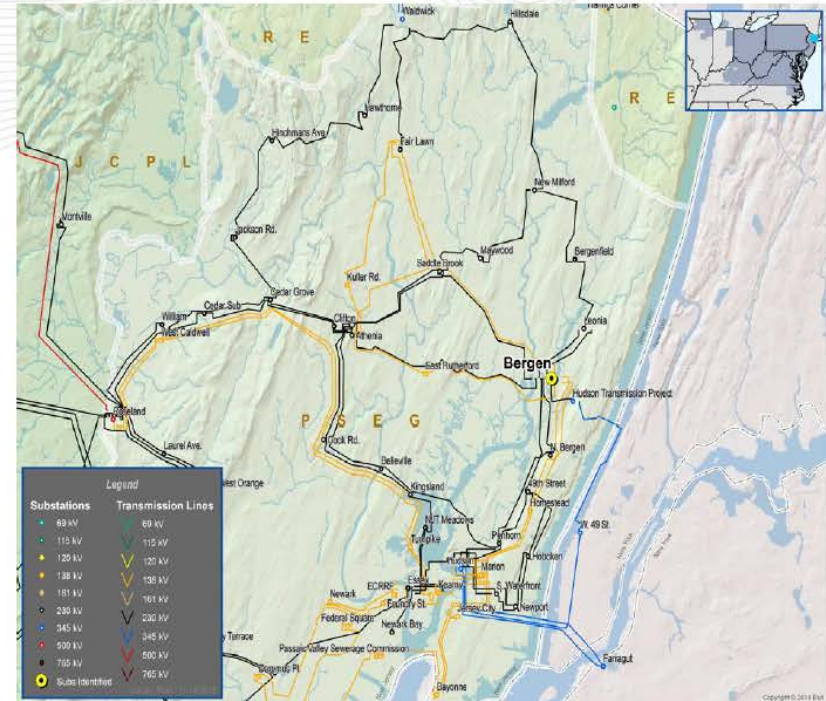 Waldwick
Hillsdale
R E
Hawthorne
Hinchmans Ave.
Fair Lawn
R E
J C P L
New Milford
Montville
Jackson Rd.
Maywood
Bergenfield
Saddle Brook
Kuller Rd.
Cedar Grove
Cedar Sub
William
Clifton
Leonia
West Caldwell
Athenia
East Rutherford
Bergen
Hudson Transmission Project
Roseland
P S E G
Cook Rd.
Laurel Ave.
N. Bergen
Belleville
West Orange
Kingsland
49th Street
Homestead
NJT Meadows
W. 49 St.
Turnpike
Penhorn
Hoboken
Hudson
Marion
Essex
ECRRF
Kearny
S. Waterfront
Newark
Foundry St.
Jersey City
Newport
Federal Square
Newark Bay
Passaic Valley Sewerage Commission
Farragut
Bayonne
Legend
Substations Transmission Lines
69 kV 69 kV
115 kV 115 kV
120 kV 120 kV
138 kV 138 kV
161 kV 161 kV
230 kV 230 kV
345 kV 345 kV
500 kV 500 kV
765 kV 765 kV
Subs Identified